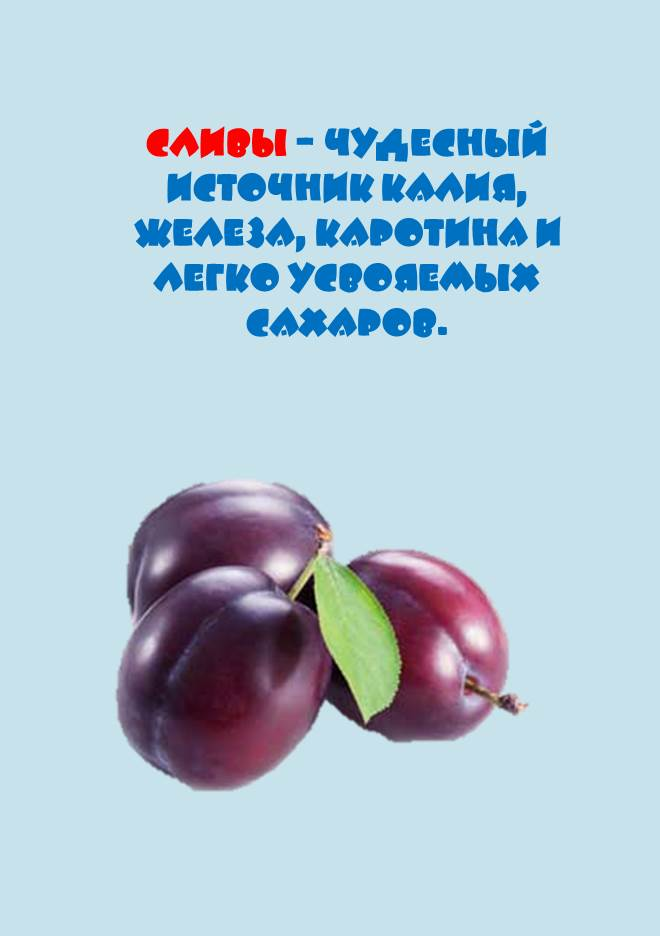 СЛИВЫ – ЧУДЕСНЫЙ
ИСТОЧНИК КАЛИЯ,
ЖЕЛЕЗА, КАРОТИНА И
ЛЕГКО УСВОЯЕМЫХ
САХАРОВ.